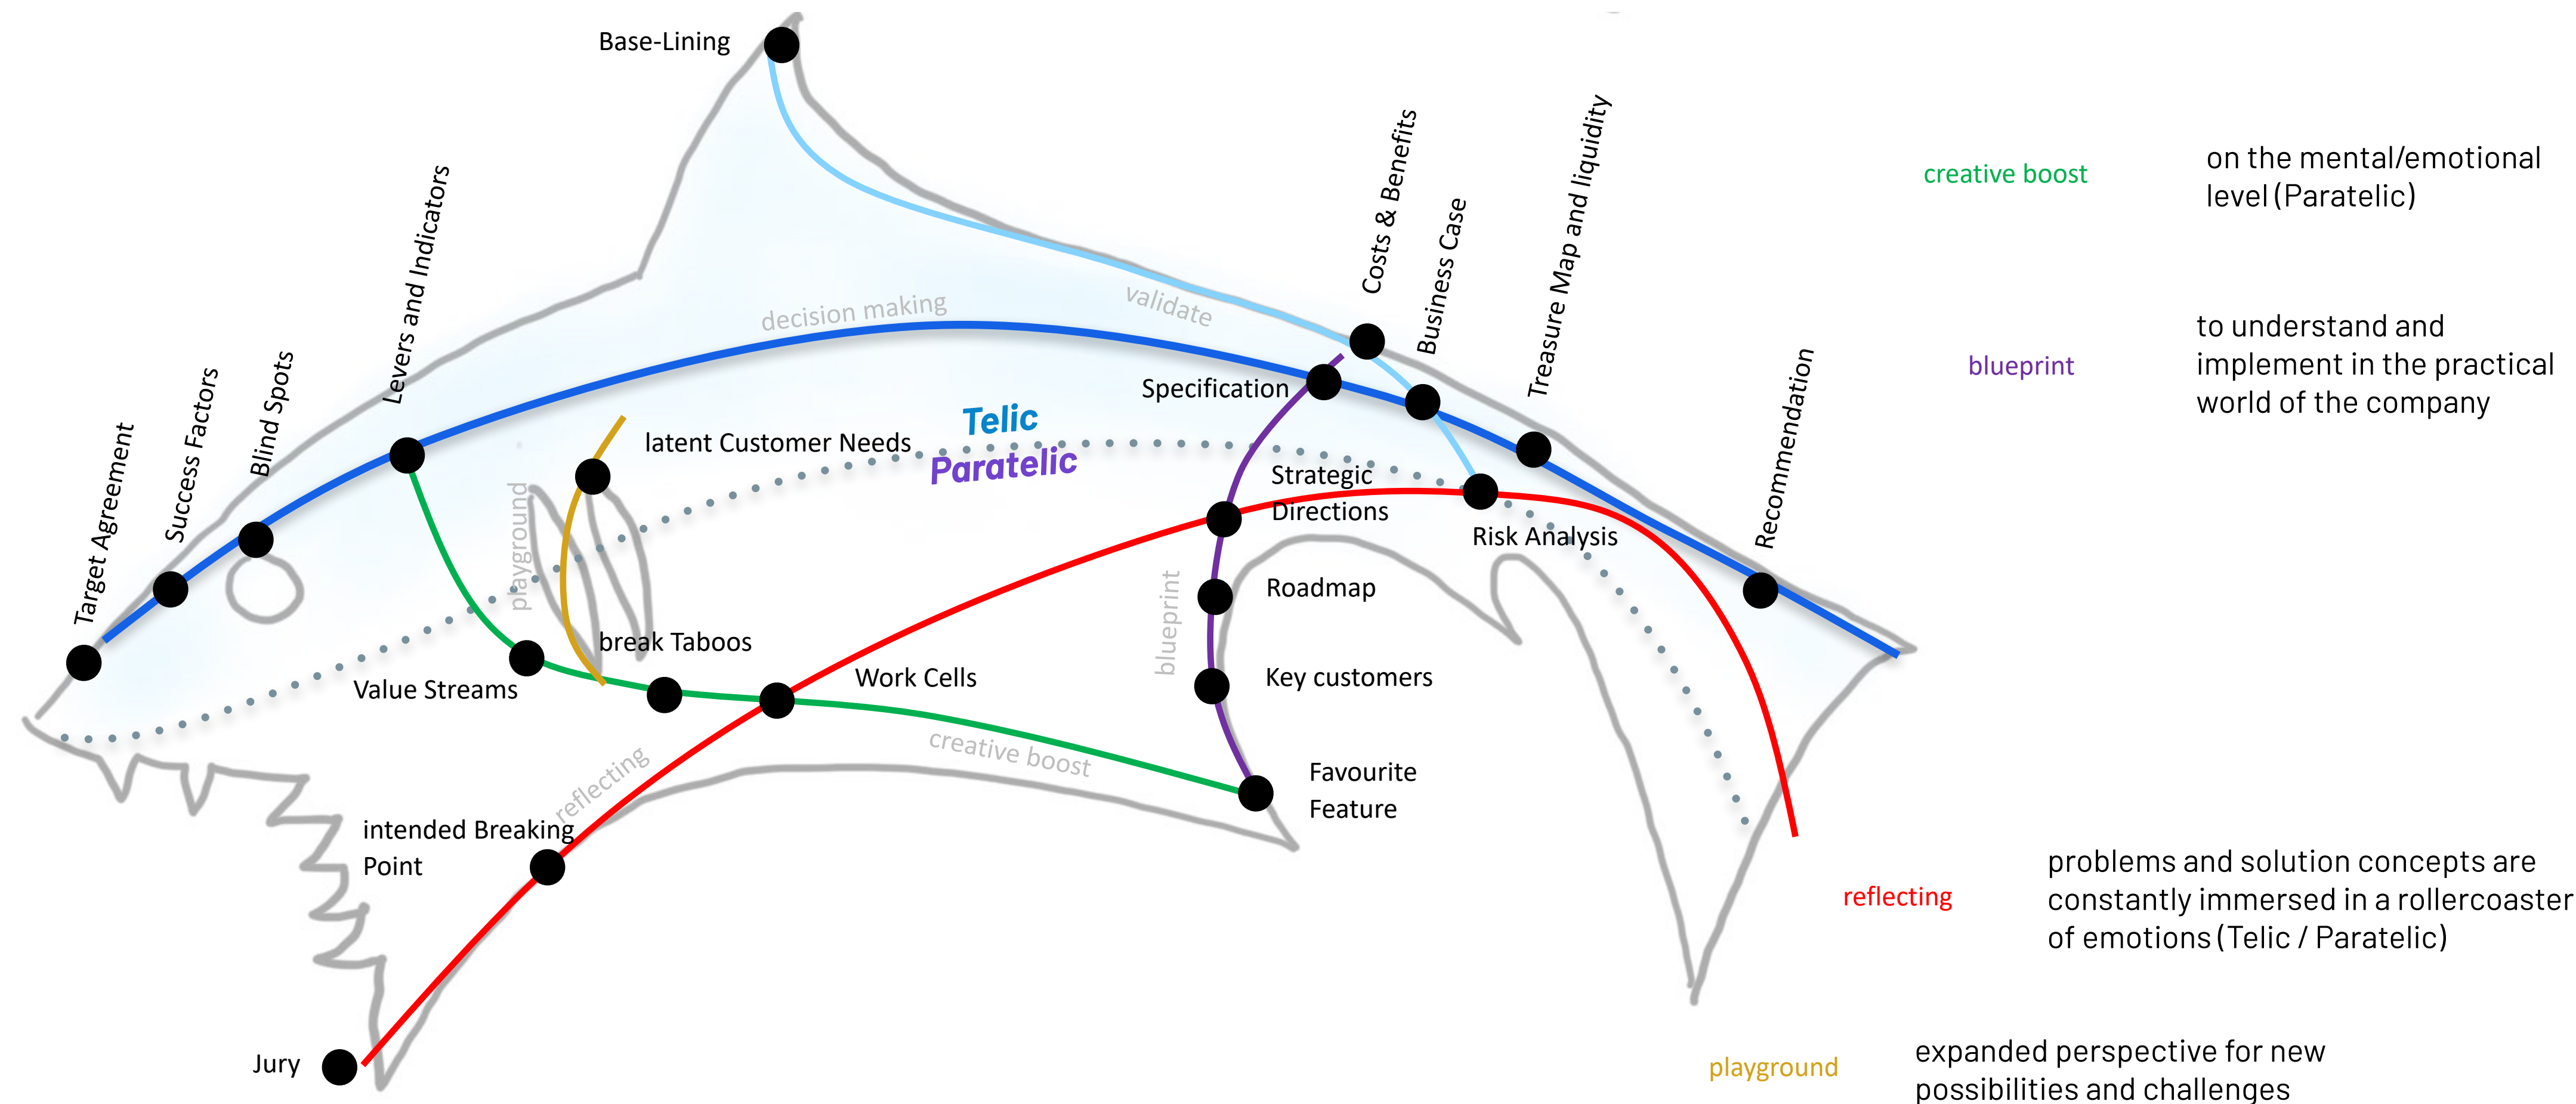 Base-Lining
Target Agreement
Success Factors
Blind Spots
Levers and Indicators
decision making
validate
Costs & Benefits
Business Case
Treasure Map and liquidity
Recommendation
Specification
Telic
Paratelic
latent Customer Needs
playground
Strategic
Directions
Risk Analysis
Roadmap
blueprint
Key customers
break Taboos
Value Streams
Work Cells
creative boost
reflecting
Favourite
Feature
intended Breaking
Point
Jury
creative boost
on the mental/emotional
level (Paratelic)
blueprint
to understand and
implement in the practical
world of the company
reflecting
problems and solution concepts are
constantly immersed in a rollercoaster
of emotions (Telic / Paratelic)
playground
expanded perspective for new
possibilities and challenges